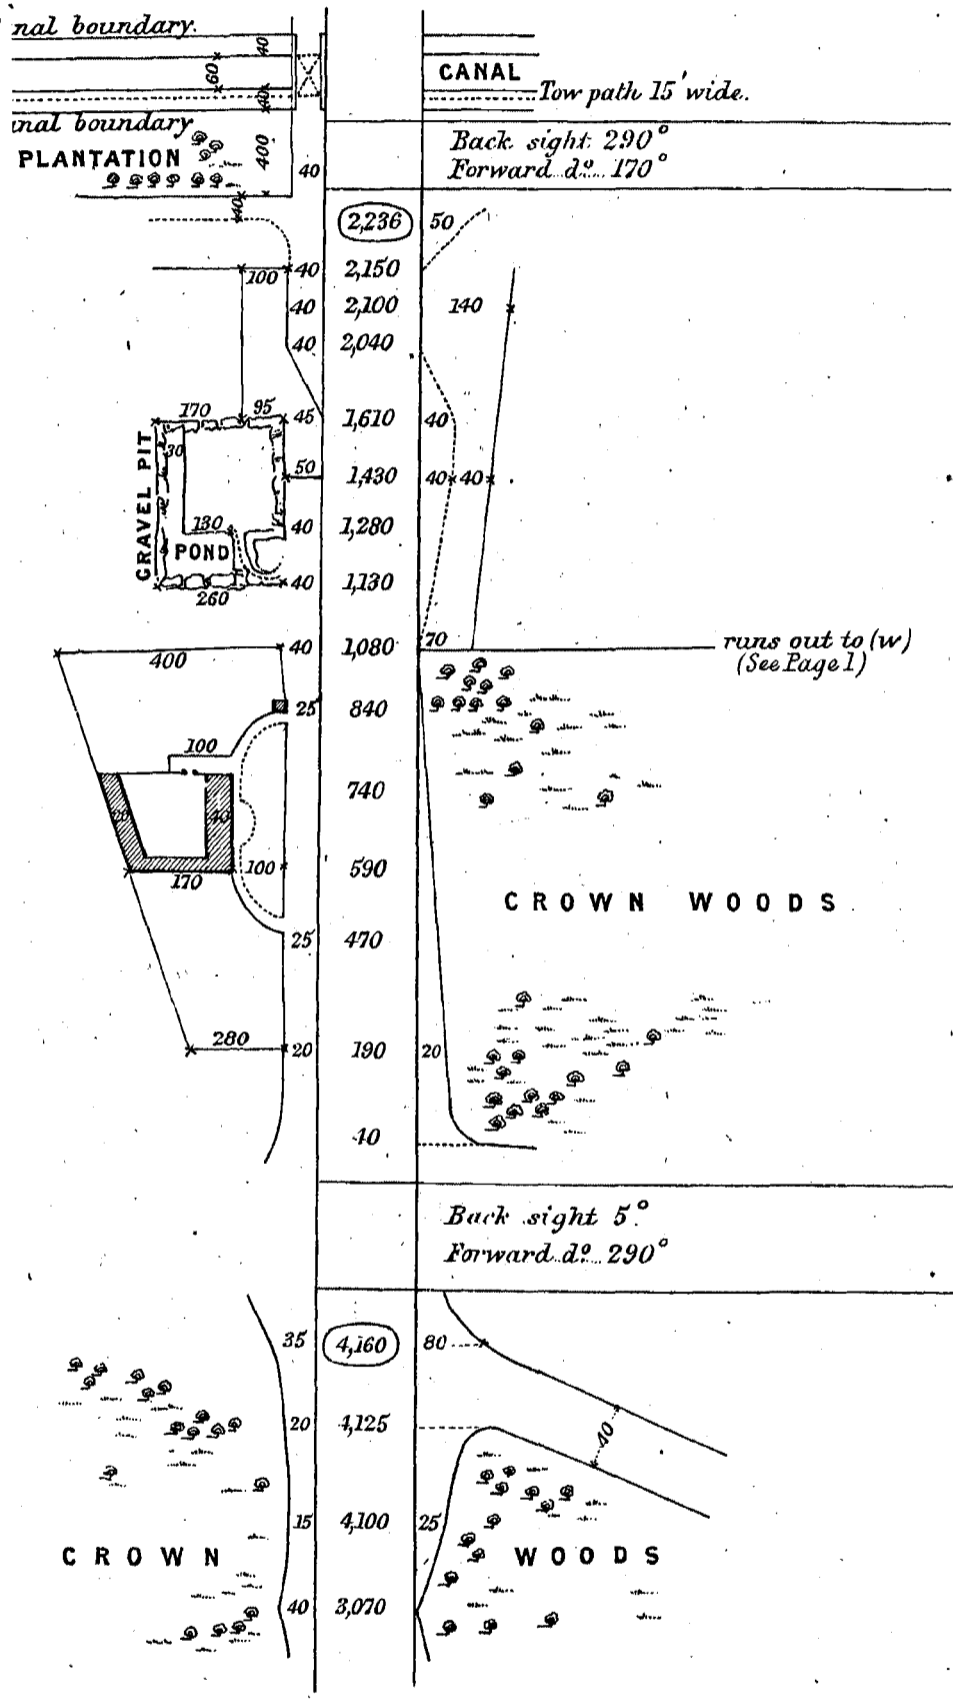 nal boundary.
40
60
CANAL
Tow path 15' wide.
40
nal boundary
PLANTATION
400
40
Back sight 290°
Forward dº 170°
40
2,236 50
100 40 2,150
40 2,100 140
40 2,040
170 95 45 1,610 40
30
GRAVEL PIT
50 1,430 40 40
130 40 1,280
POND
40 1,130
260
40 1,080 70 runs out to (w)
400 (See Page 1)
25 840
100
740
20 40
100 590
170
CROWN WOODS
25 470
280 20 190 20
10
Back sight 5°
Forward dº 290°
35 4,160 80
20 4,125
40
15 4,100 25
CROWN WOODS
40 3,070